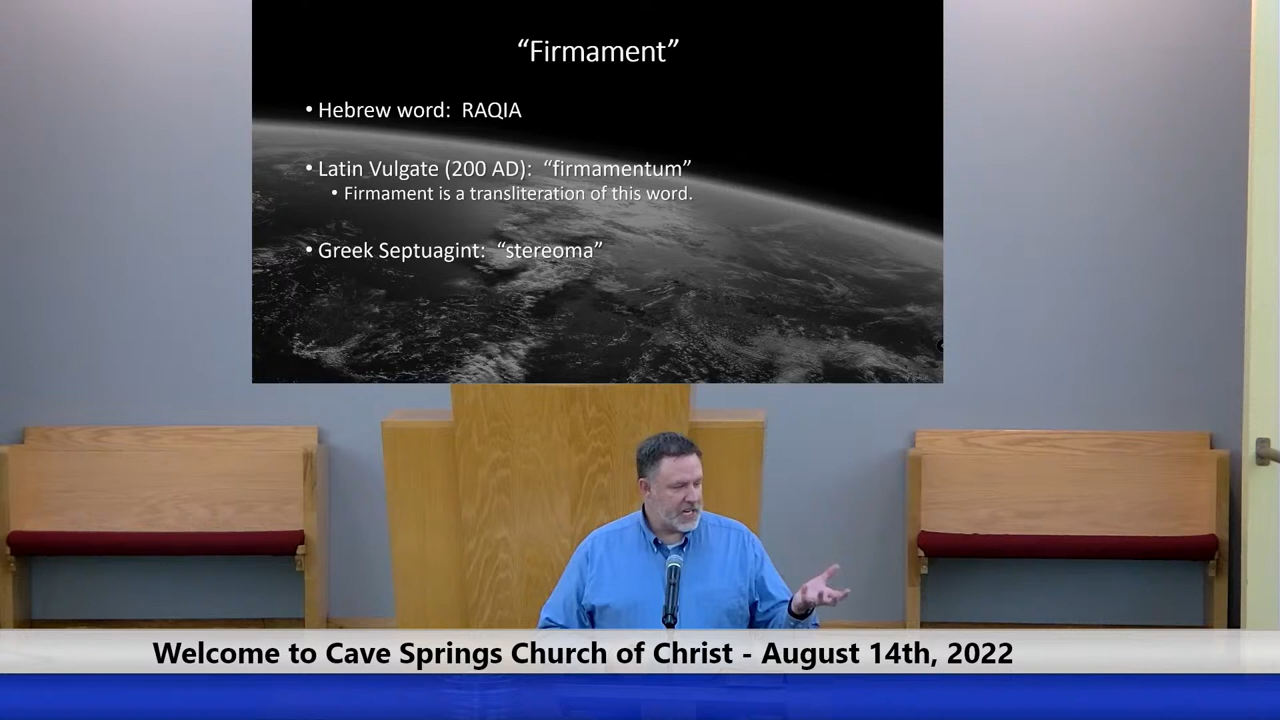 “Firmament”
• Hebrew word: RAQIA
• Latin Vulgate (200 AD): “firmamentum”
• Firmament is a transliteration of this word.
• Greek Septuagint: “stereoma”
Welcome to Cave Springs Church of Christ - August 14th, 2022